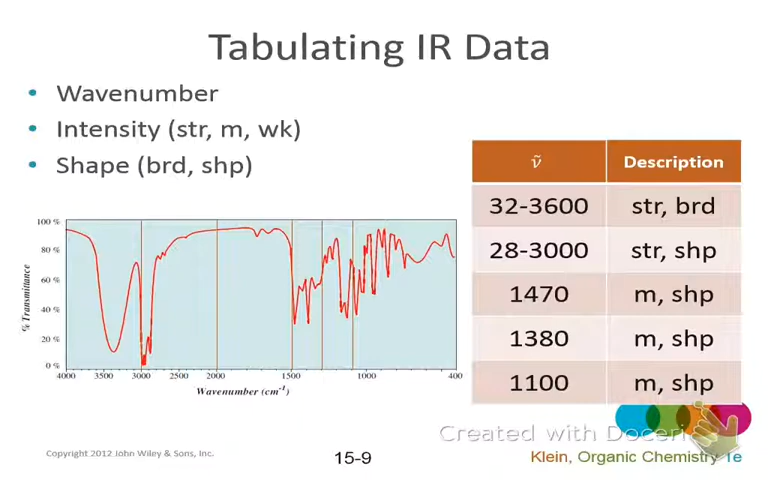 Tabulating IR Data
• Wavenumber
• Intensity (str, m, wk)
• Shape (brd, shp)
ṽ Description
32-3600 str, brd
28-3000 str, shp
1470 m, shp
1380 m, shp
1100 m, shp
100 %
80 %
60 %
40 %
20 %
0 %
% Transmittance
4000 3500 3000 2500 2000 1500 1000 400
Wavenumber (cm⁻¹)
Created with Doceri
Copyright 2012 John Wiley & Sons, Inc.
15-9
Klein, Organic Chemistry 1e